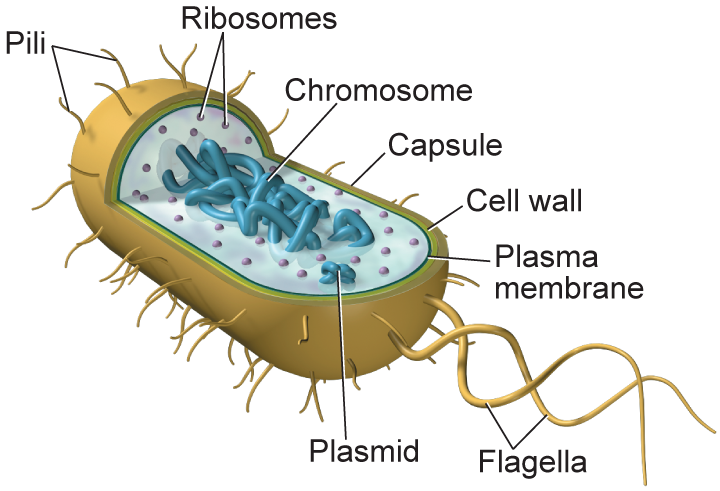 Ribosomes
Pili
Chromosome
Capsule
Cell wall
Plasma
membrane
Plasmid
Flagella